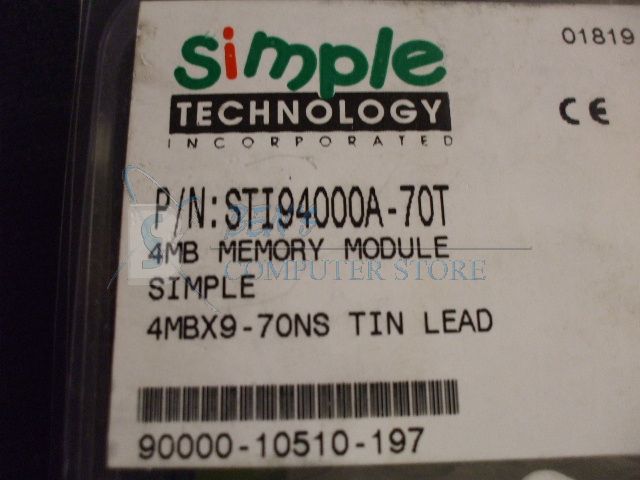 simple
01819
TECHNOLOGY
INCORPORATED
CE
P/N:STI94000A-70T
4MB MEMORY MODULE
COMPUTER STORE
SIMPLE
4MBX9-70NS TIN LEAD
90000-10510-197